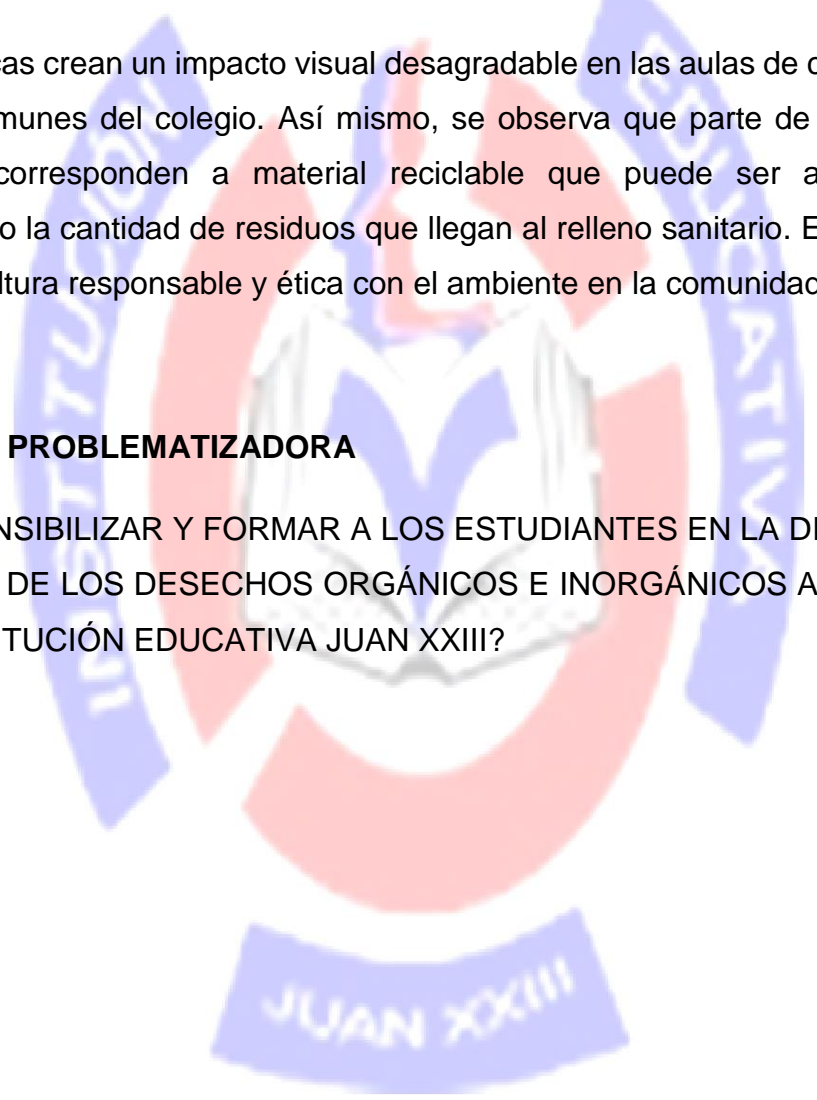 as crean un impacto visual desagradable en las aulas de
munes del colegio. Así mismo, se observa que parte de
corresponden a material reciclable que puede ser
o la cantidad de residuos que llegan al relleno sanitario.
ltura responsable y ética con el ambiente en la comunidad
PROBLEMATIZADORA
NSIBILIZAR Y FORMAR A LOS ESTUDIANTES EN LA
DE LOS DESECHOS ORGÁNICOS E INORGÁNICOS A
TUCIÓN EDUCATIVA JUAN XXIII?
INSTITUCIÓN
EDUCATIVA
JUAN XXIII